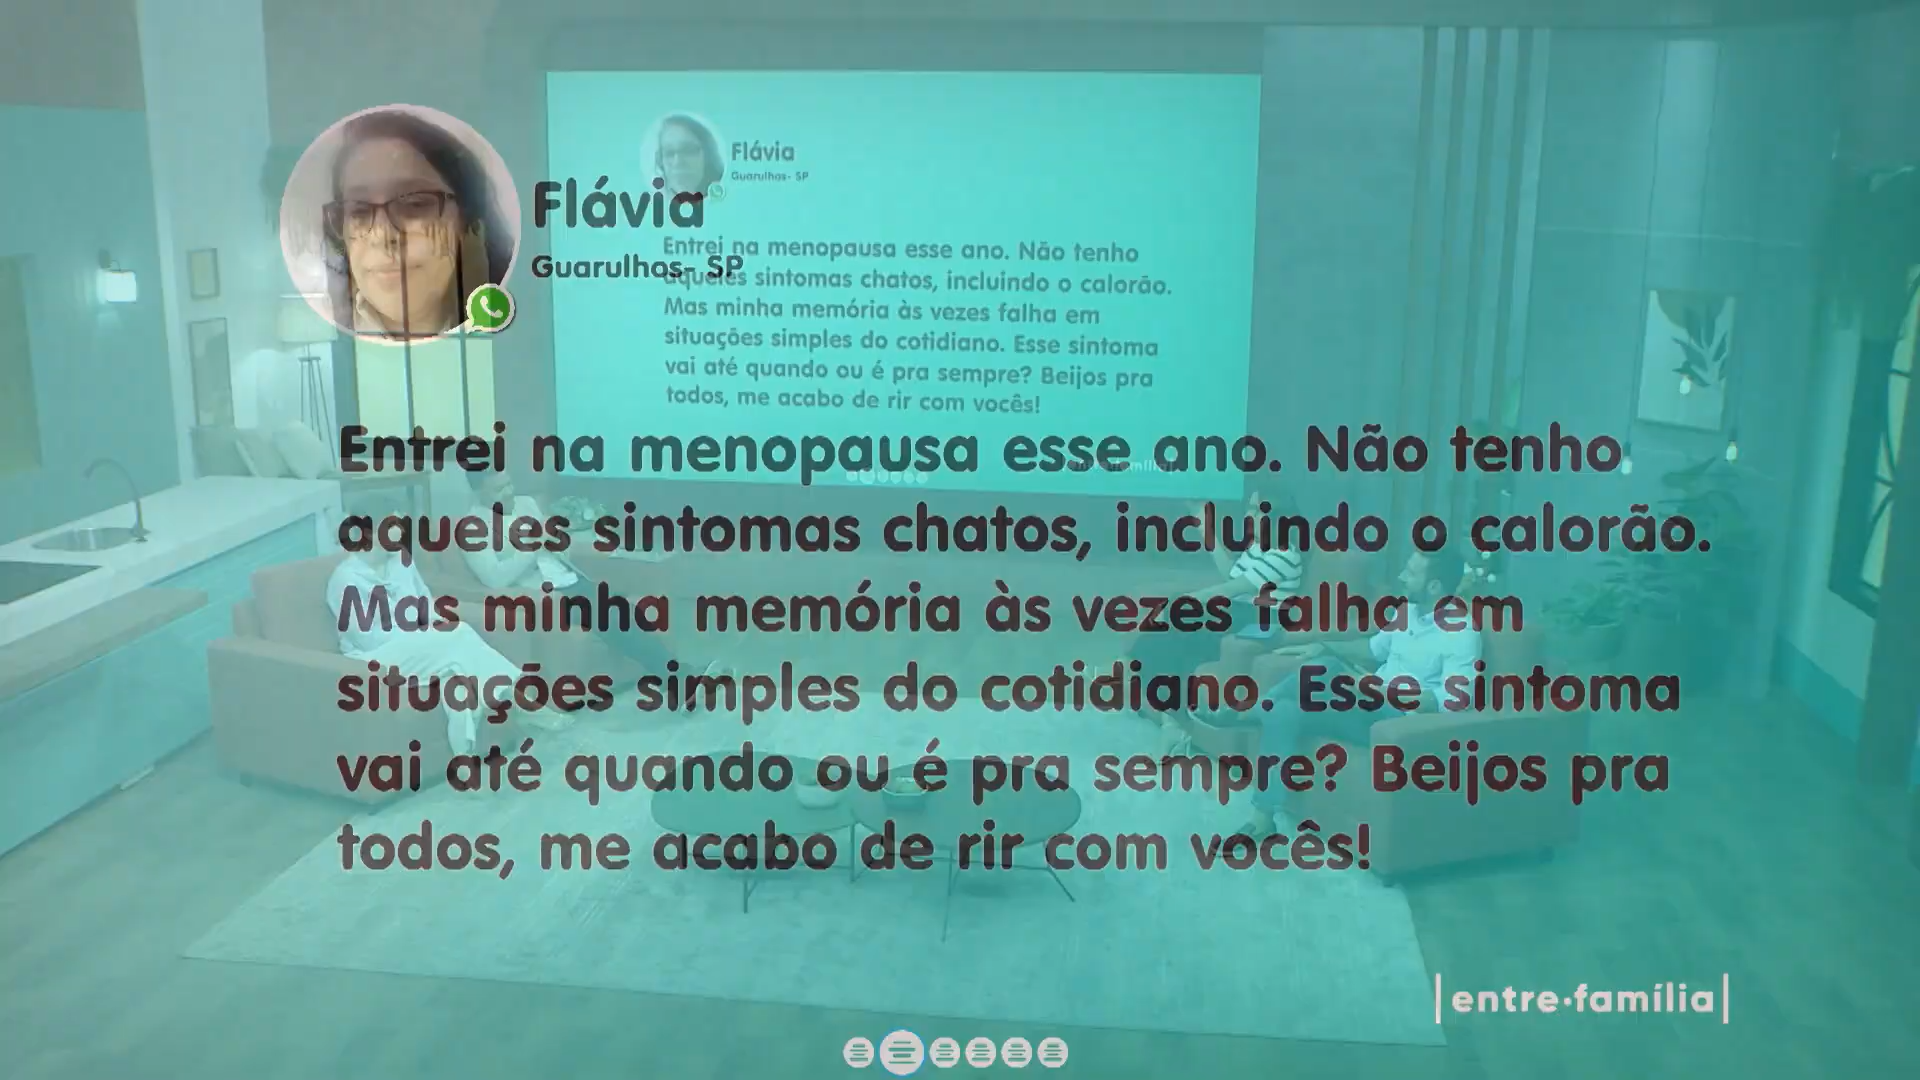 Flávia
Guarulhos- SP
Entrei na menopausa esse ano. Não tenho
aqueles sintomas chatos, incluindo o calorão.
Mas minha memória às vezes falha em
situações simples do cotidiano. Esse sintoma
vai até quando ou é pra sempre? Beijos pra
todos, me acabo de rir com vocês!
Flávia
Guarulhos- SP
Entrei na menopausa esse ano. Não tenho
aqueles sintomas chatos, incluindo o calorão.
Mas minha memória às vezes falha em
situações simples do cotidiano. Esse sintoma
vai até quando ou é pra sempre? Beijos pra
todos, me acabo de rir com vocês!
|entre•família|